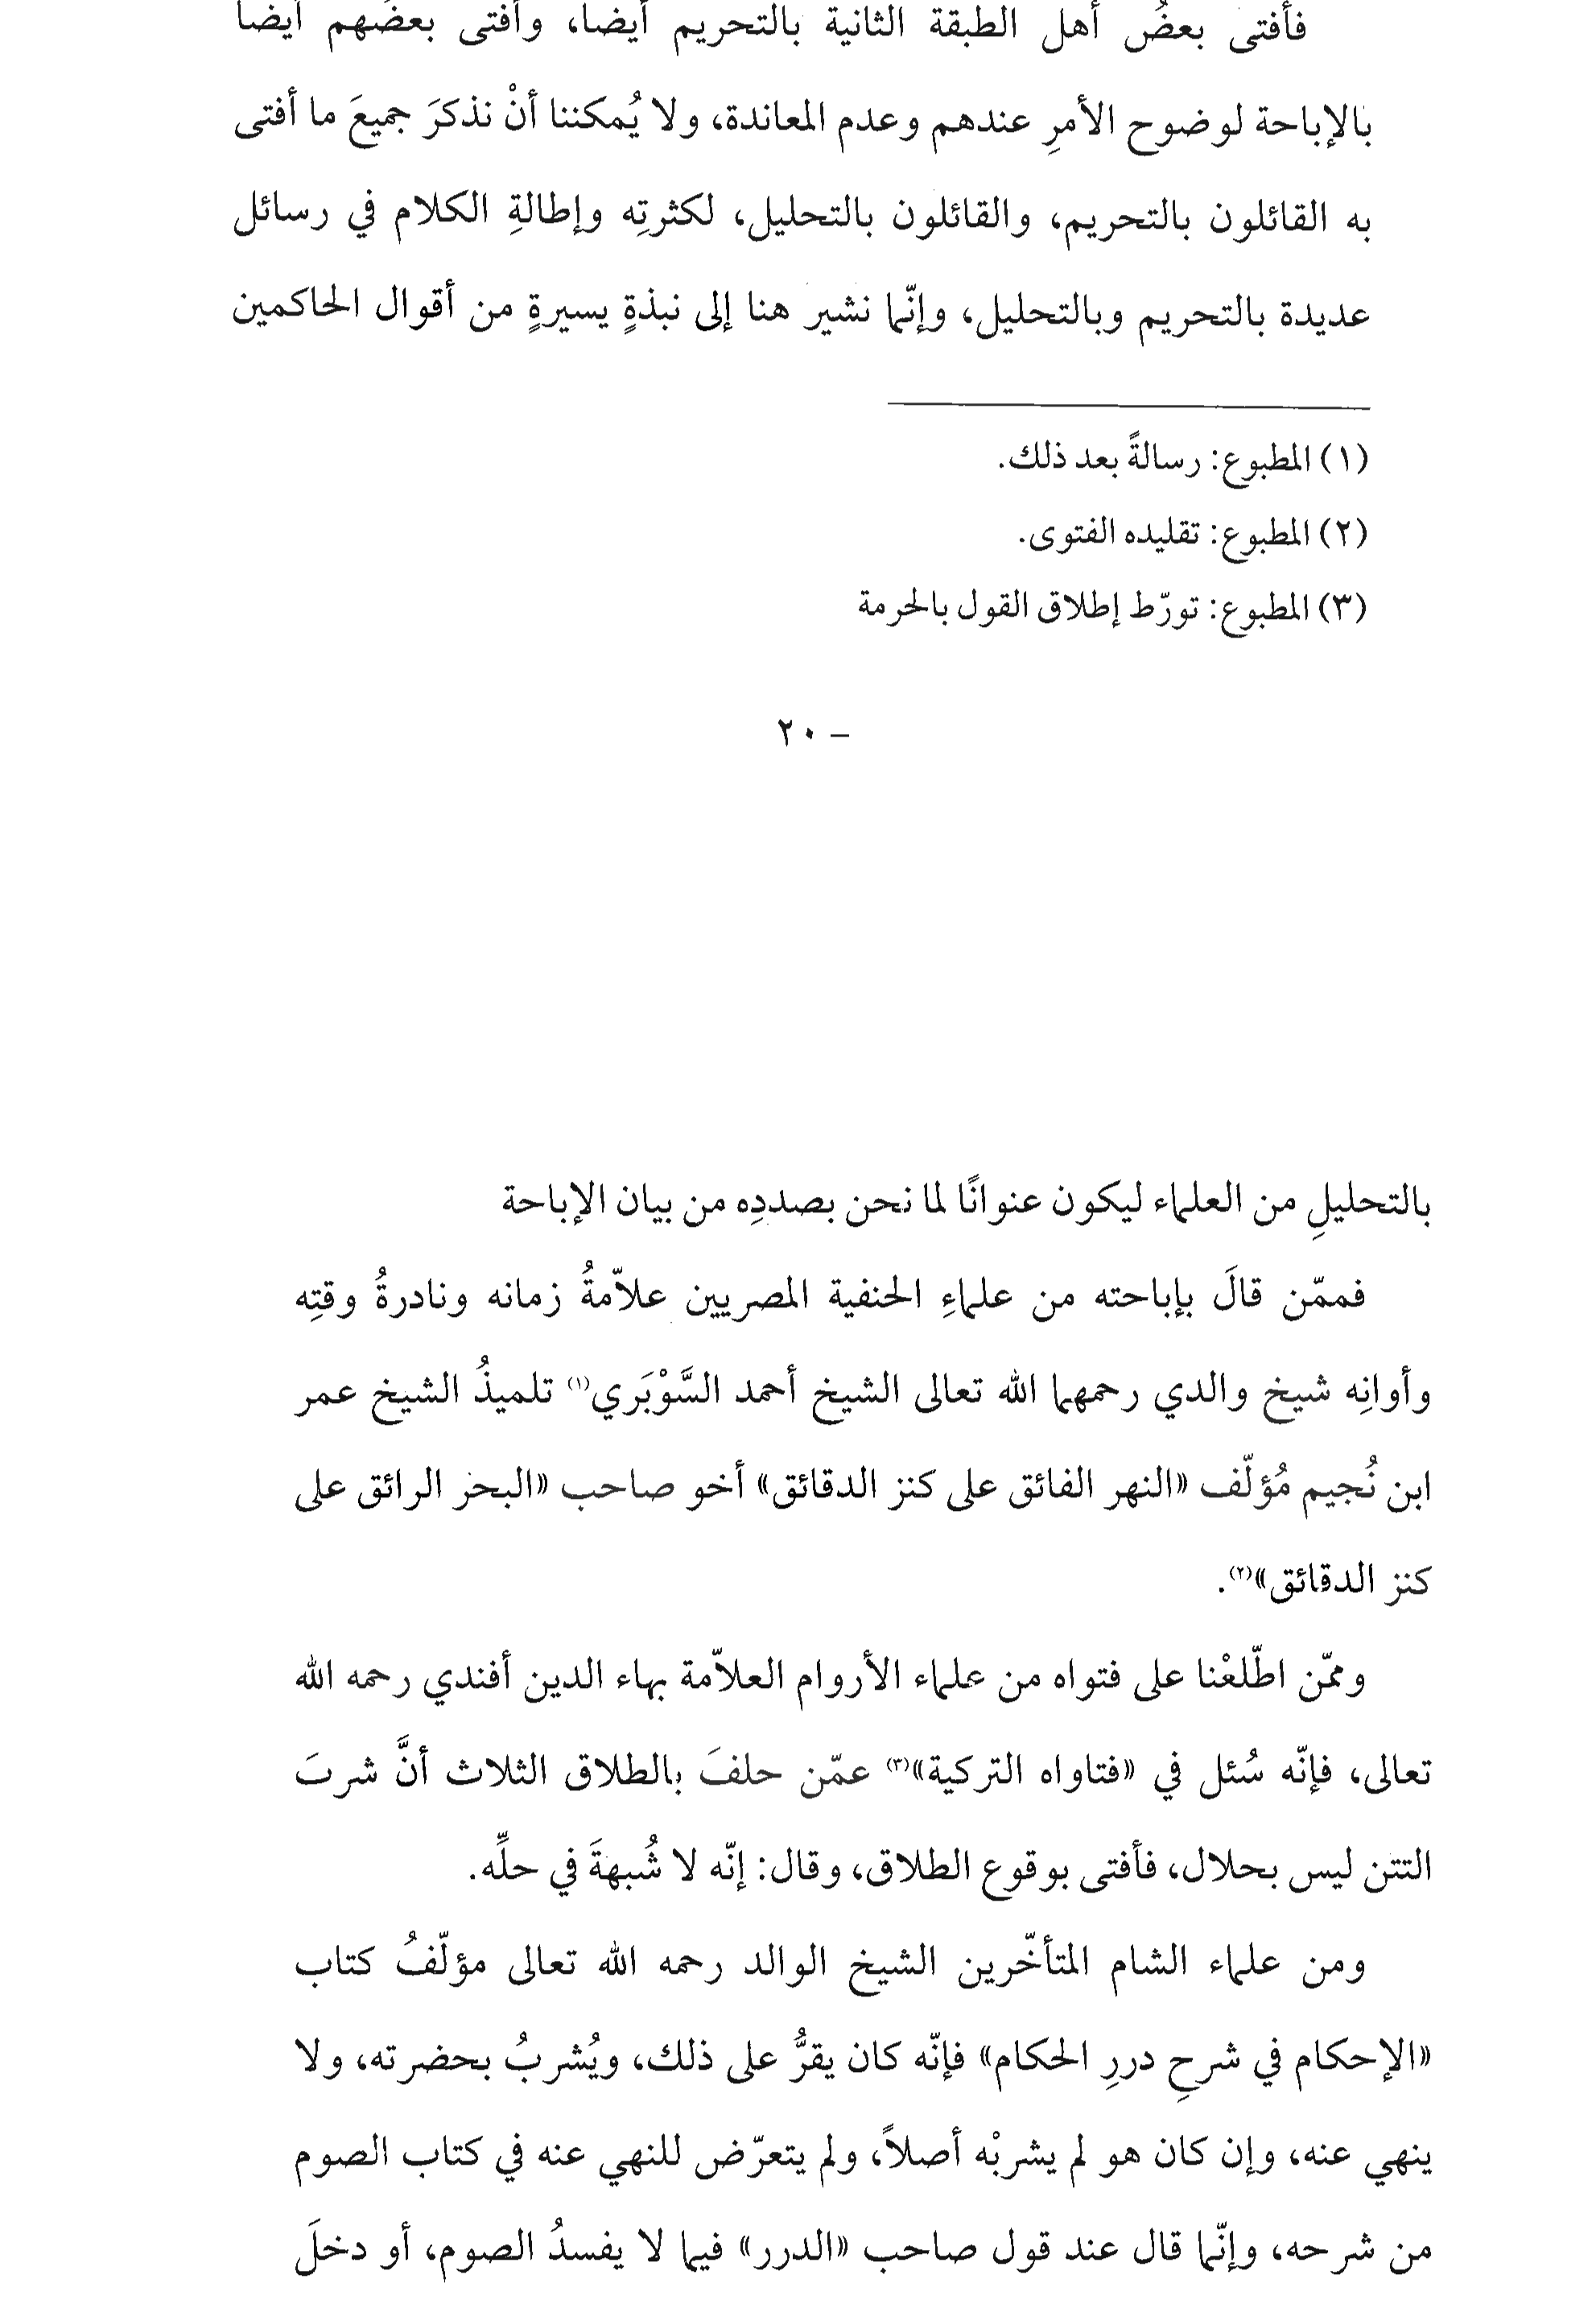 فأفتى بعضُ أهل الطبقة الثانية بالتحريم أيضا، وأفتى بعضُهم أيضا
بالإباحة لوضوح الأمرِ عندهم وعدم المعاندة، ولا يُمكننا أنْ نذكرَ جميعَ ما أفتى
به القائلون بالتحريم، والقائلون بالتحليل، لكثرتِه وإطالةِ الكلام في رسائل
عديدة بالتحريم وبالتحليل، وإنّما نشير هنا إلى نبذةٍ يسيرةٍ من أقوال الحاكمين
(١) المطبوع: رسالةً بعد ذلك.
(٢) المطبوع: تقليده الفتوى.
(٣) المطبوع: تورّط إطلاق القول بالحرمة
– ٢٠
بالتحليلِ من العلماء ليكون عنوانًا لما نحن بصددِه من بيان الإباحة
فممّن قالَ بإباحته من علماءِ الحنفية المصريين علاّمةُ زمانه ونادرةُ وقتِه
وأوانِه شيخ والدي رحمهما الله تعالى الشيخ أحمد السَّوْبَري(١) تلميذُ الشيخ عمر
ابن نُجيم مُؤلّف «النهر الفائق على كنز الدقائق» أخو صاحب «البحر الرائق على
كنز الدقائق»(٢).
وممّن اطّلعْنا على فتواه من علماء الأروام العلاّمة بهاء الدين أفندي رحمه الله
تعالى، فإنّه سُئل في «فتاواه التركية»(٣) عمّن حلفَ بالطلاق الثلاث أنَّ شربَ
التتن ليس بحلال، فأفتى بوقوع الطلاق، وقال: إنّه لا شُبهةَ في حلِّه.
ومن علماء الشام المتأخّرين الشيخ الوالد رحمه الله تعالى مؤلّفُ كتاب
«الإحكام في شرحِ دررِ الحكام» فإنّه كان يقرُّ على ذلك، ويُشربُ بحضرته، ولا
ينهي عنه، وإن كان هو لم يشربْه أصلاً، ولم يتعرّض للنهي عنه في كتاب الصوم
من شرحه، وإنّما قال عند قول صاحب «الدرر» فيما لا يفسدُ الصوم، أو دخلَ